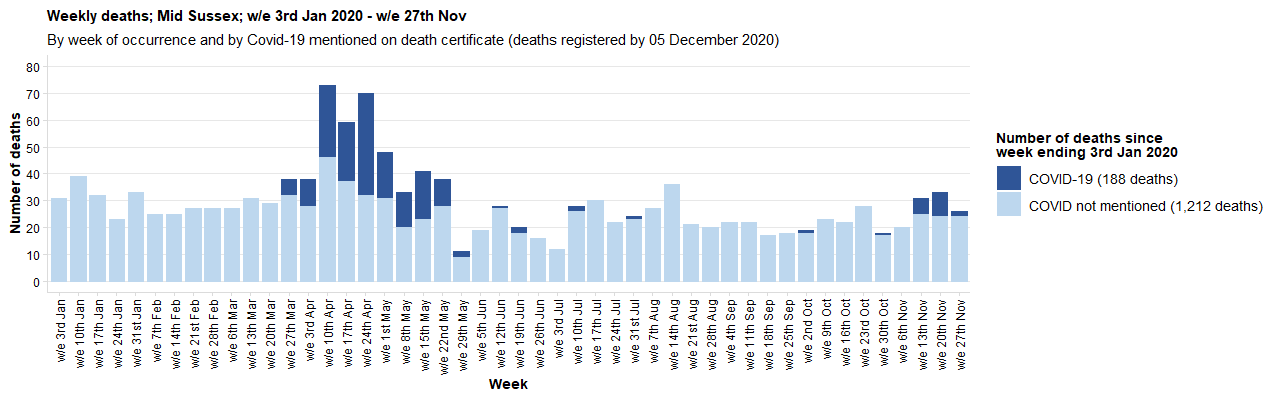 Weekly deaths; Mid Sussex; w/e 3rd Jan 2020 - w/e 27th Nov
By week of occurrence and by Covid-19 mentioned on death certificate (deaths registered by 05 December 2020)
Number of deaths
80
70
60
50
40
30
20
10
0
w/e 3rd Jan
w/e 10th Jan
w/e 17th Jan
w/e 24th Jan
w/e 31st Jan
w/e 7th Feb
w/e 14th Feb
w/e 21st Feb
w/e 28th Feb
w/e 6th Mar
w/e 13th Mar
w/e 20th Mar
w/e 27th Mar
w/e 3rd Apr
w/e 10th Apr
w/e 17th Apr
w/e 24th Apr
w/e 1st May
w/e 8th May
w/e 15th May
w/e 22nd May
w/e 29th May
w/e 5th Jun
w/e 12th Jun
w/e 19th Jun
w/e 26th Jun
w/e 3rd Jul
w/e 10th Jul
w/e 17th Jul
w/e 24th Jul
w/e 31st Jul
w/e 7th Aug
w/e 14th Aug
w/e 21st Aug
w/e 28th Aug
w/e 4th Sep
w/e 11th Sep
w/e 18th Sep
w/e 25th Sep
w/e 2nd Oct
w/e 9th Oct
w/e 16th Oct
w/e 23rd Oct
w/e 30th Oct
w/e 6th Nov
w/e 13th Nov
w/e 20th Nov
w/e 27th Nov
Week
Number of deaths since
week ending 3rd Jan 2020
COVID-19 (188 deaths)
COVID not mentioned (1,212 deaths)